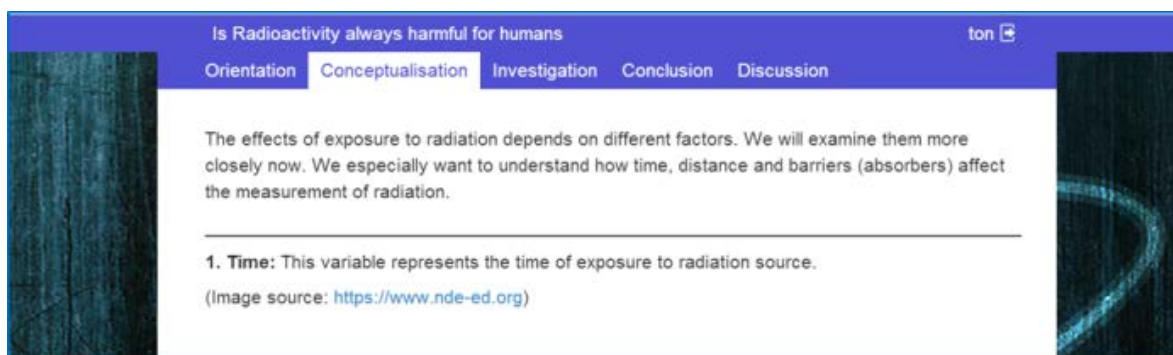 Is Radioactivity always harmful for humans
ton
Orientation Conceptualisation Investigation Conclusion Discussion
The effects of exposure to radiation depends on different factors. We will examine them more
closely now. We especially want to understand how time, distance and barriers (absorbers) affect
the measurement of radiation.
1. Time: This variable represents the time of exposure to radiation source.
(Image source: https://www.nde-ed.org)